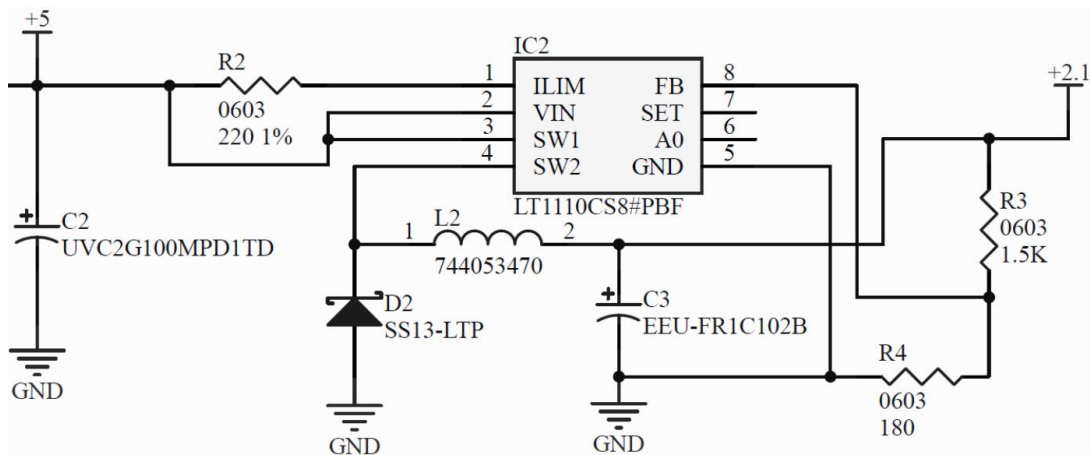 +5
IC2
R2
0603
220 1%
1
2
3
4
ILIM
VIN
SW1
SW2
FB
SET
A0
GND
8
7
6
5
LT1110CS8#PBF
+2.1
C2
UVC2G100MPD1TD
1
L2
2
744053470
R3
0603
1.5K
D2
SS13-LTP
C3
EEU-FR1C102B
R4
0603
180
GND
GND
GND